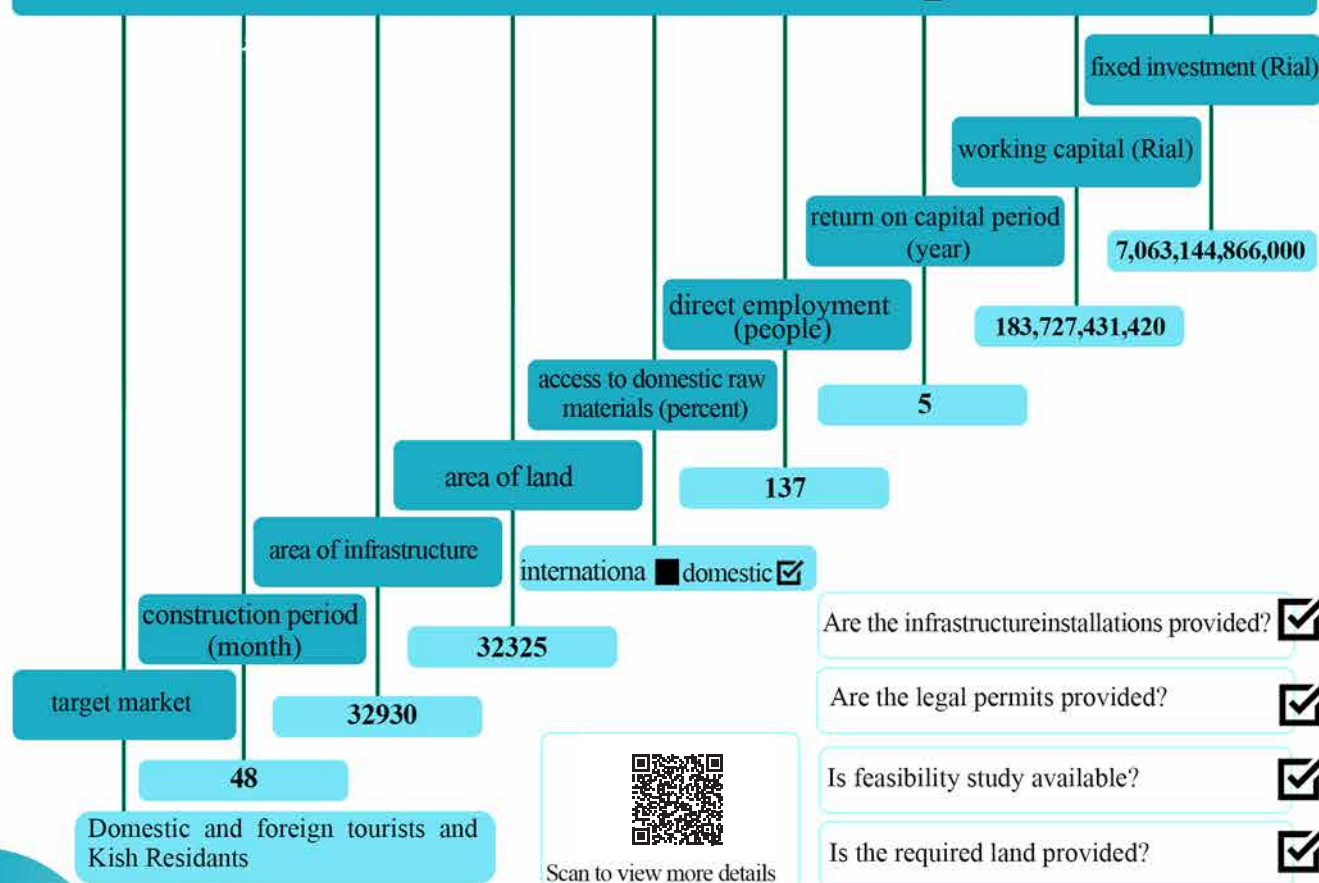 fixed investment (Rial)
7,063,144,866,000
working capital (Rial)
183,727,431,420
return on capital period
(year)
5
direct employment
(people)
137
access to domestic raw
materials (percent)
internationa ■ domestic ☑
area of land
32325
area of infrastructure
32930
construction period
(month)
48
target market
Domestic and foreign tourists and
Kish Residants
Scan to view more details
Are the infrastructureinstallations provided? ☑
Are the legal permits provided? ☑
Is feasibility study available? ☑
Is the required land provided? ☑